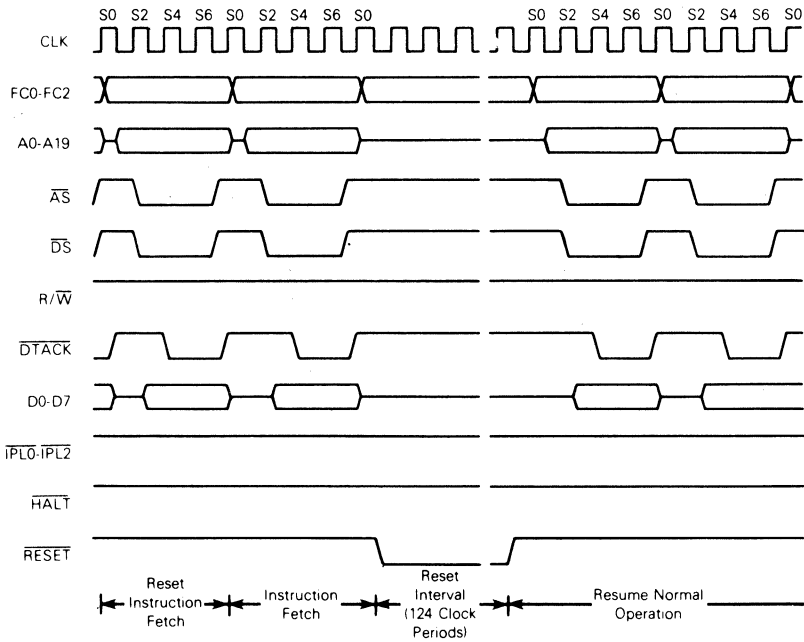 S0 S2 S4 S6 S0 S2 S4 S6 S0 S0 S2 S4 S6 S0 S2 S4 S6 S0
CLK
FC0-FC2
A0-A19
AS
DS
R/W
DTACK
D0-D7
IPL0-IPL2
HALT
RESET
Reset
Instruction
Fetch
Instruction
Fetch
Reset
Interval
(124 Clock
Periods)
Resume Normal
Operation